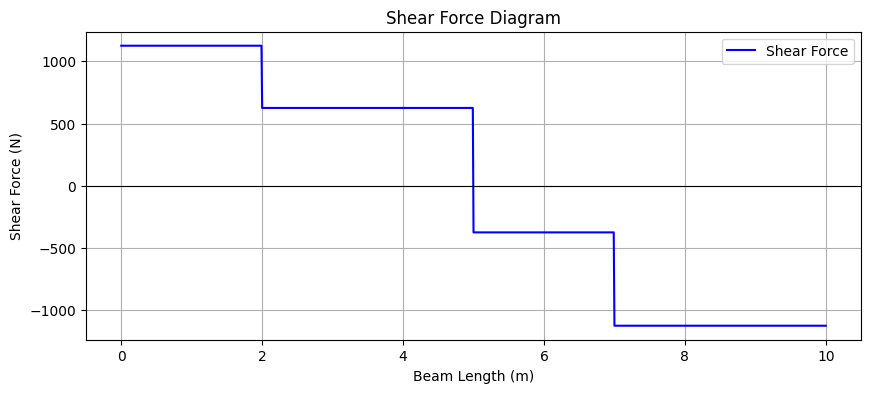 Shear Force Diagram
Shear Force
1000
500
0
−500
−1000
Shear Force (N)
0 2 4 6 8 10
Beam Length (m)